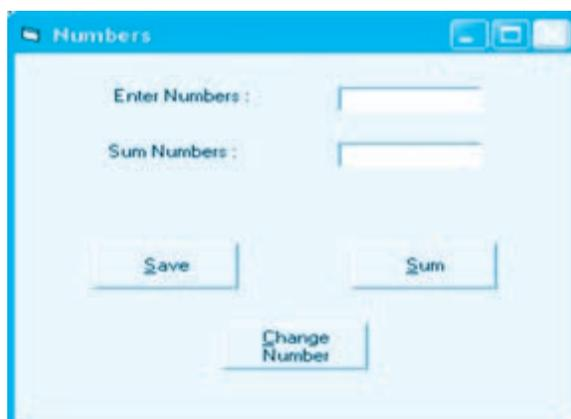 Numbers
Enter Numbers :
Sum Numbers :
Save
Sum
Change
Number